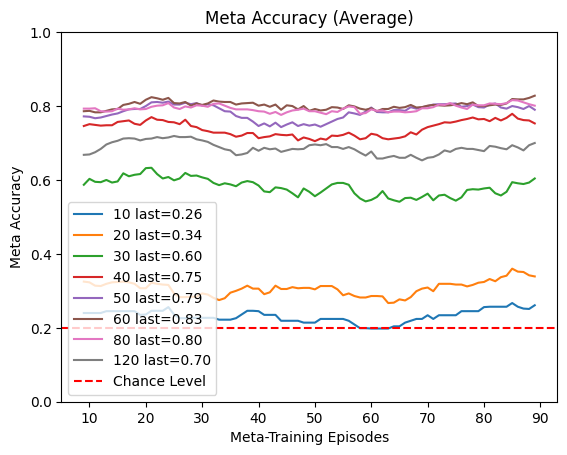 Meta Accuracy (Average)
1.0
0.8
0.6
0.4
0.2
0.0
Meta Accuracy
10 last=0.26
20 last=0.34
30 last=0.60
40 last=0.75
50 last=0.79
60 last=0.83
80 last=0.80
120 last=0.70
Chance Level
10 20 30 40 50 60 70 80 90
Meta-Training Episodes